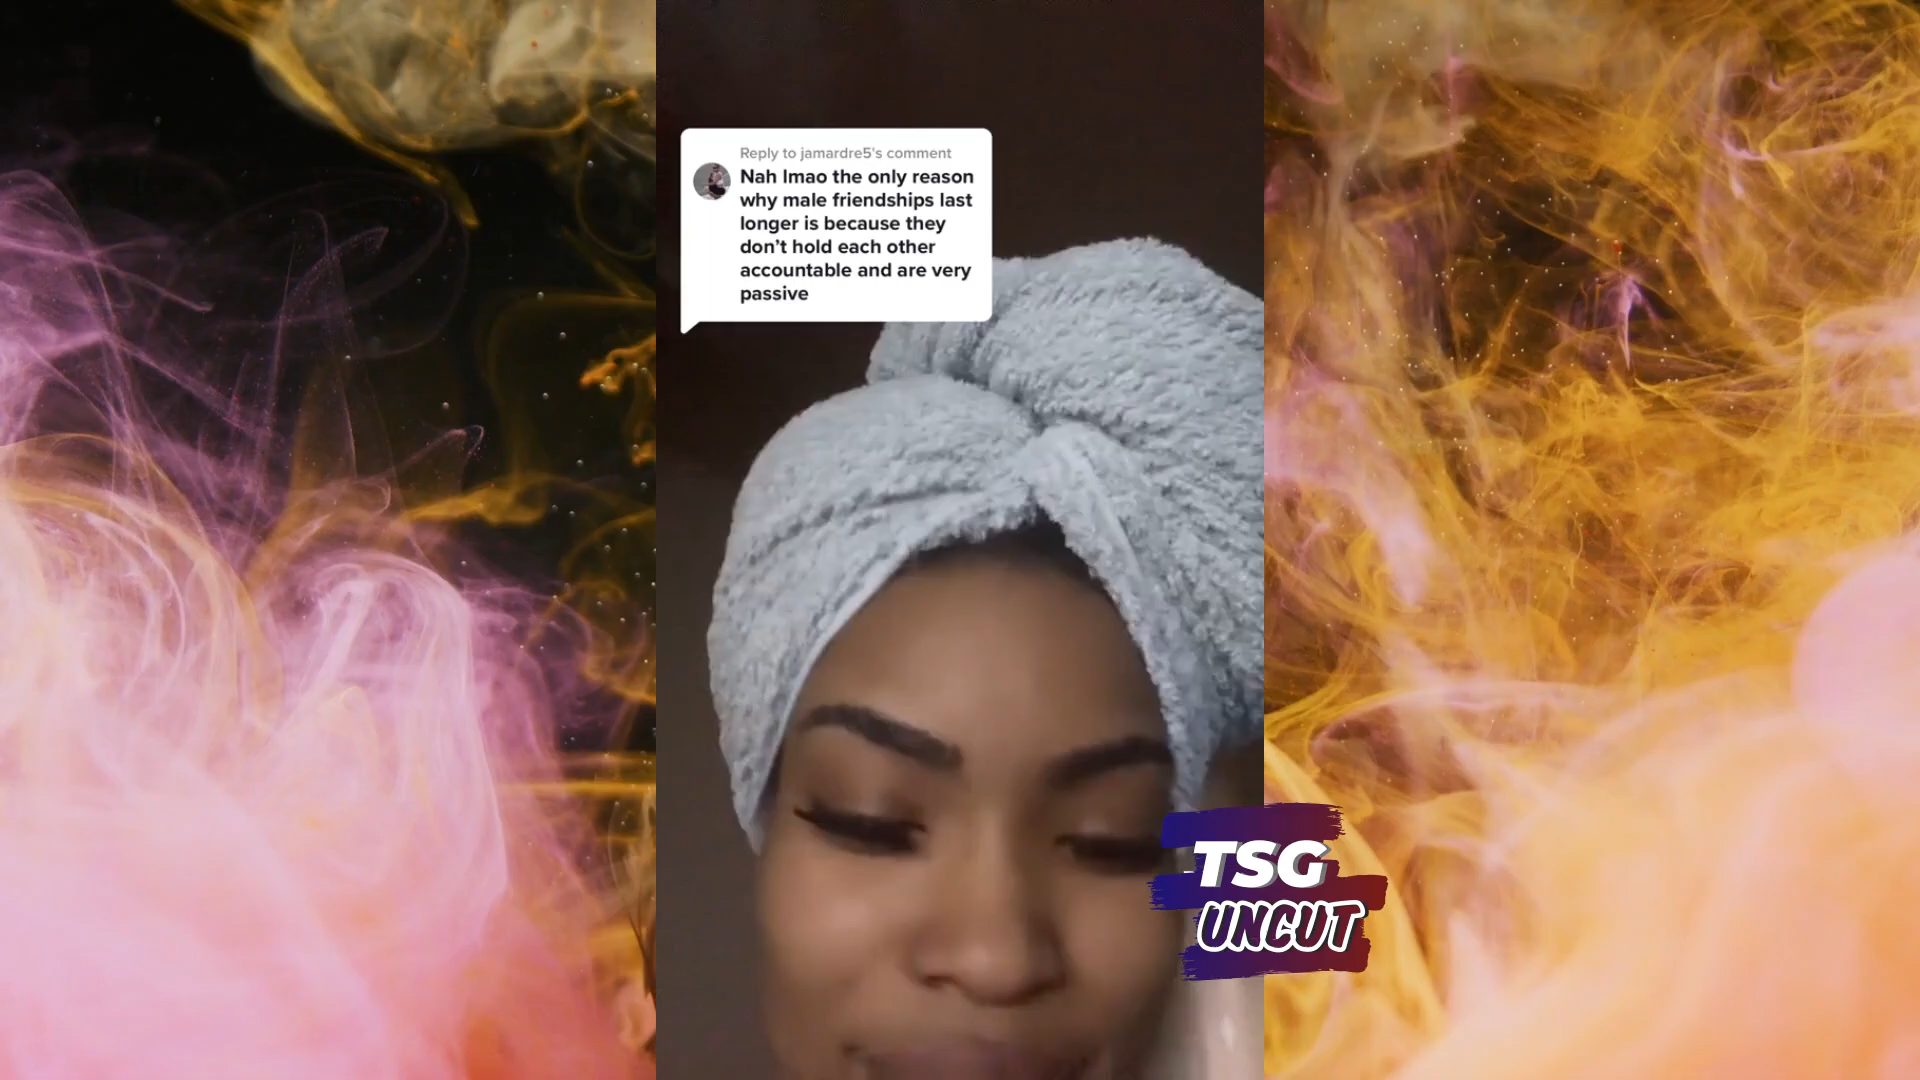 Reply to jamardre5's comment
Nah lmao the only reason
why male friendships last
longer is because they
don’t hold each other
accountable and are very
passive
TSG
UNCUT